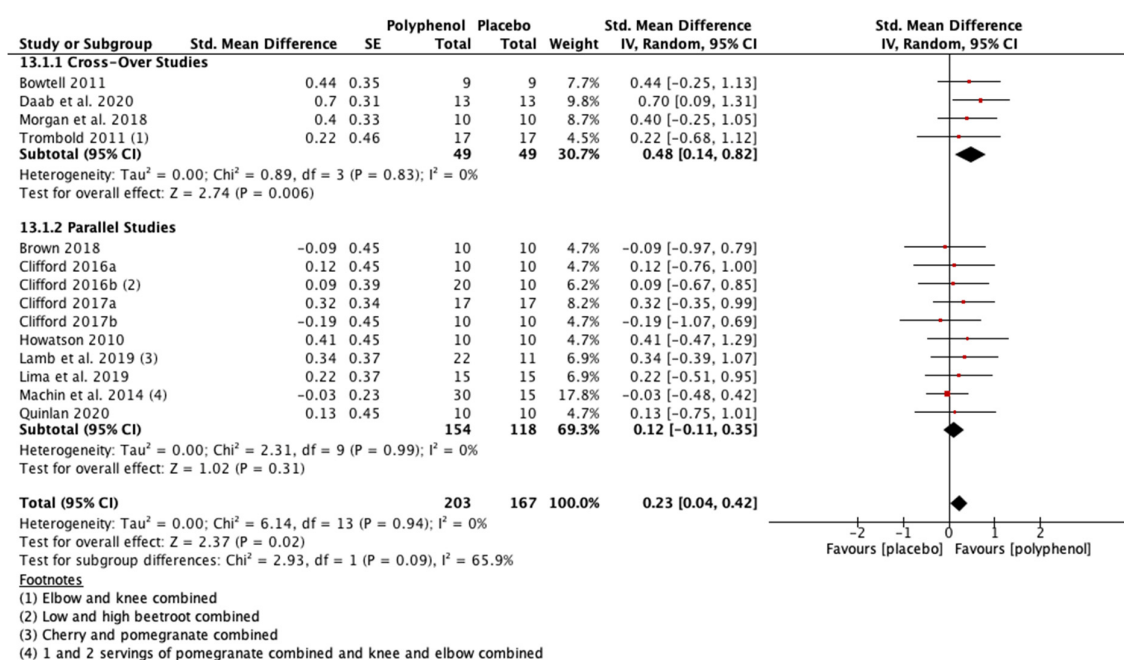 Polyphenol Placebo Std. Mean Difference Std. Mean Difference
Study or Subgroup Std. Mean Difference SE Total Total Weight IV, Random, 95% CI IV, Random, 95% CI
13.1.1 Cross-Over Studies
Bowtell 2011 0.44 0.35 9 9 7.7% 0.44 [-0.25, 1.13]
Daab et al. 2020 0.7 0.31 13 13 9.8% 0.70 [0.09, 1.31]
Morgan et al. 2018 0.4 0.33 10 10 8.7% 0.40 [-0.25, 1.05]
Trombold 2011 (1) 0.22 0.46 17 17 4.5% 0.22 [-0.68, 1.12]
Subtotal (95% CI) 49 49 30.7% 0.48 [0.14, 0.82]
Heterogeneity: Tau² = 0.00; Chi² = 0.89, df = 3 (P = 0.83); I² = 0%
Test for overall effect: Z = 2.74 (P = 0.006)
13.1.2 Parallel Studies
Brown 2018 -0.09 0.45 10 10 4.7% -0.09 [-0.97, 0.79]
Clifford 2016a 0.12 0.45 10 10 4.7% 0.12 [-0.76, 1.00]
Clifford 2016b (2) 0.09 0.39 20 10 6.2% 0.09 [-0.67, 0.85]
Clifford 2017a 0.32 0.34 17 17 8.2% 0.32 [-0.35, 0.99]
Clifford 2017b -0.19 0.45 10 10 4.7% -0.19 [-1.07, 0.69]
Howatson 2010 0.41 0.45 10 10 4.7% 0.41 [-0.47, 1.29]
Lamb et al. 2019 (3) 0.34 0.37 22 11 6.9% 0.34 [-0.39, 1.07]
Lima et al. 2019 0.22 0.37 15 15 6.9% 0.22 [-0.51, 0.95]
Machin et al. 2014 (4) -0.03 0.23 30 15 17.8% -0.03 [-0.48, 0.42]
Quinlan 2020 0.13 0.45 10 10 4.7% 0.13 [-0.75, 1.01]
Subtotal (95% CI) 154 118 69.3% 0.12 [-0.11, 0.35]
Heterogeneity: Tau² = 0.00; Chi² = 2.31, df = 9 (P = 0.99); I² = 0%
Test for overall effect: Z = 1.02 (P = 0.31)
Total (95% CI) 203 167 100.0% 0.23 [0.04, 0.42]
Heterogeneity: Tau² = 0.00; Chi² = 6.14, df = 13 (P = 0.94); I² = 0%
Test for overall effect: Z = 2.37 (P = 0.02)
Test for subgroup differences: Chi² = 2.93, df = 1 (P = 0.09), I² = 65.9%
-2 -1 0 1 2
Favours [placebo] Favours [polyphenol]
Footnotes
(1) Elbow and knee combined
(2) Low and high beetroot combined
(3) Cherry and pomegranate combined
(4) 1 and 2 servings of pomegranate combined and knee and elbow combined